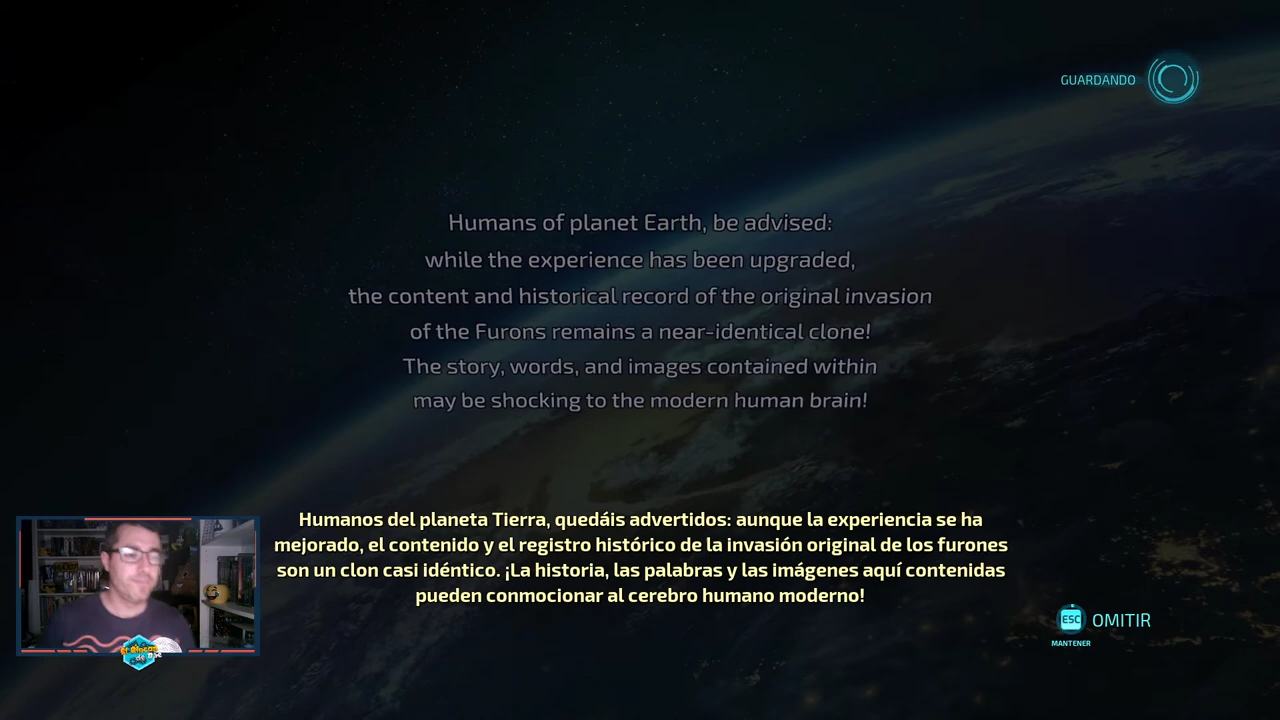 GUARDANDO
Humans of planet Earth, be advised:
while the experience has been upgraded,
the content and historical record of the original invasion
of the Furons remains a near-identical clone!
The story, words, and images contained within
may be shocking to the modern human brain!
Humanos del planeta Tierra, quedáis advertidos: aunque la experiencia se ha
mejorado, el contenido y el registro histórico de la invasión original de los furones
son un clon casi idéntico. ¡La historia, las palabras y las imágenes aquí contenidas
pueden conmocionar al cerebro humano moderno!
ESC OMITIR
MANTENER